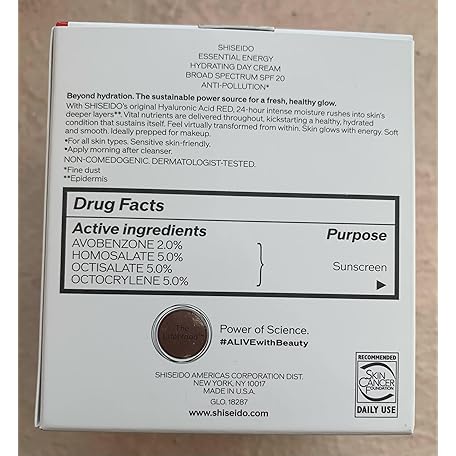 SHISEIDO
ESSENTIAL ENERGY
HYDRATING DAY CREAM
BROAD SPECTRUM SPF 20
ANTI-POLLUTION*
Beyond hydration. The sustainable power source for a fresh, healthy glow.
With SHISEIDO's original Hyaluronic Acid RED, 24-hour intense moisture rushes into skin's
deeper layers**. Vital nutrients are delivered throughout, kickstarting a healthy, hydrated
condition that sustains itself. Feel virtually transformed from within. Skin glows with energy. Soft
and smooth. Ideally prepped for makeup.
•For all skin types. Sensitive skin-friendly.
•Apply morning after cleanser.
NON-COMEDOGENIC. DERMATOLOGIST-TESTED.
*Fine dust
**Epidermis
Drug Facts
Active ingredients
Purpose
AVOBENZONE 2.0%
HOMOSALATE 5.0%
OCTISALATE 5.0%
OCTOCRYLENE 5.0%
Sunscreen
The
Power of Science.
#ALIVEwithBeauty
SHISEIDO AMERICAS CORPORATION DIST.
NEW YORK, NY 10017
MADE IN U.S.A.
GLO. 18287
www.shiseido.com
RECOMMENDED
SKIN
CANCER
FOUNDATION
DAILY USE